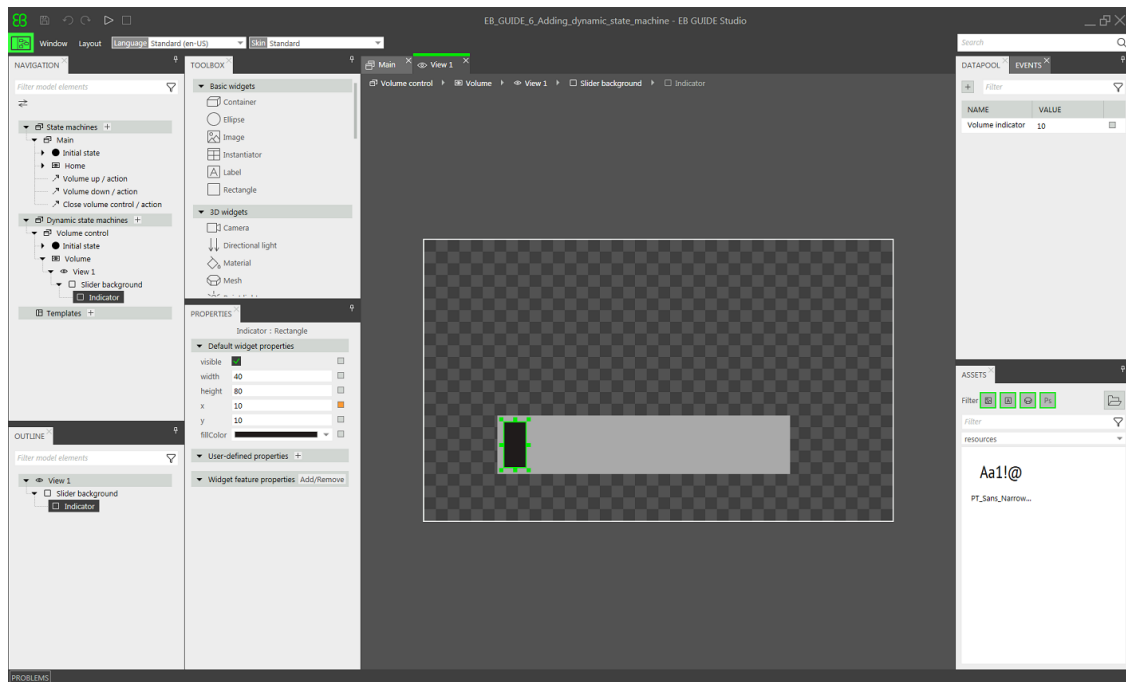 EB
EB_GUIDE_6_Adding_dynamic_state_machine - EB GUIDE Studio
Window Layout Language Standard (en-US) Skin Standard
Search
NAVIGATION
Filter model elements
State machines +
Main
Initial state
Home
Volume up / action
Volume down / action
Close volume control / action
Dynamic state machines +
Volume control
Initial state
Volume
View 1
Slider background
Indicator
Templates +
OUTLINE
Filter model elements
View 1
Slider background
Indicator
TOOLBOX
Basic widgets
Container
Ellipse
Image
Instantiator
Label
Rectangle
3D widgets
Camera
Directional light
Material
Mesh
PROPERTIES
Indicator : Rectangle
Default widget properties
visible
width 40
height 80
x 10
y 10
fillColor
User-defined properties +
Widget feature properties Add/Remove
Main × View 1 ×
Volume control Volume View 1 Slider background Indicator
DATAPOOL EVENTS
+ Filter
NAME VALUE
Volume indicator 10
ASSETS
Filter Ps
Filter
resources
Aa1!@
PT_Sans_Narrow...
PROBLEMS